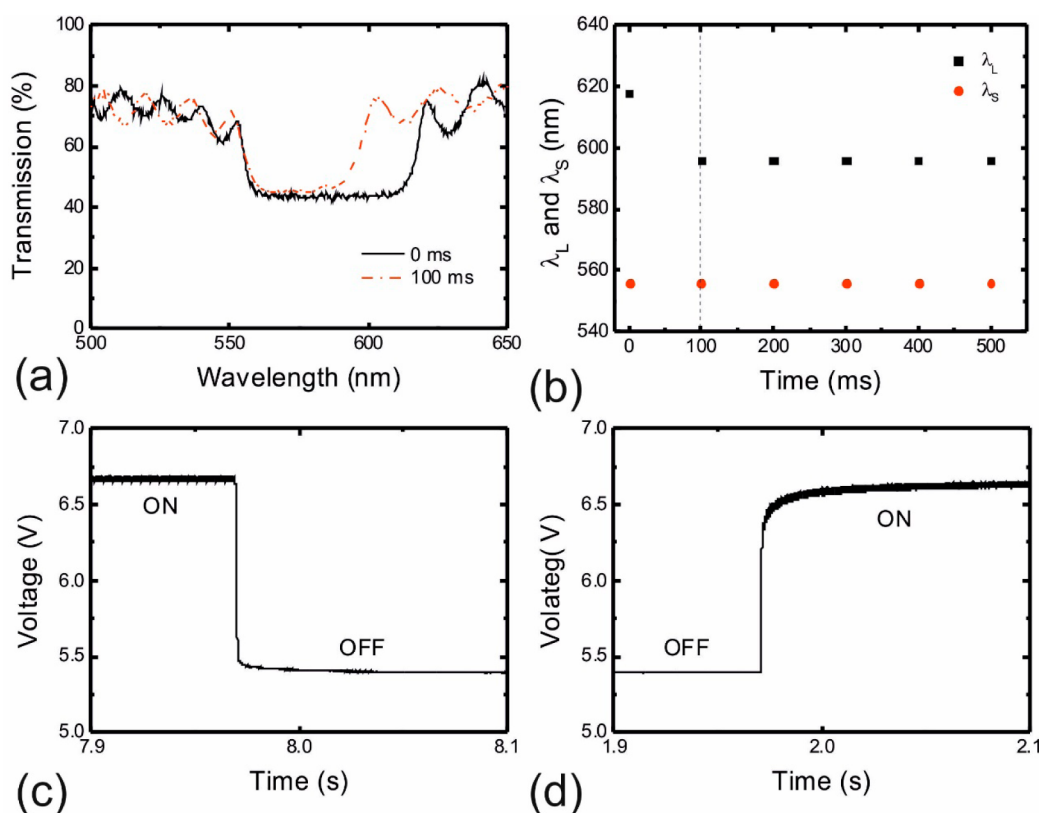 100
80
60
40
20
0
500
550
600
650
Transmission (%)
Wavelength (nm)
0 ms
100 ms
(a)
640
620
600
580
560
540
0
100
200
300
400
500
λL and λS (nm)
Time (ms)
λL
λS
(b)
7.0
6.5
6.0
5.5
5.0
7.9
8.0
8.1
Voltage (V)
Time (s)
ON
OFF
(c)
7.0
6.5
6.0
5.5
5.0
1.9
2.0
2.1
Volateg( V)
Time (s)
OFF
ON
(d)